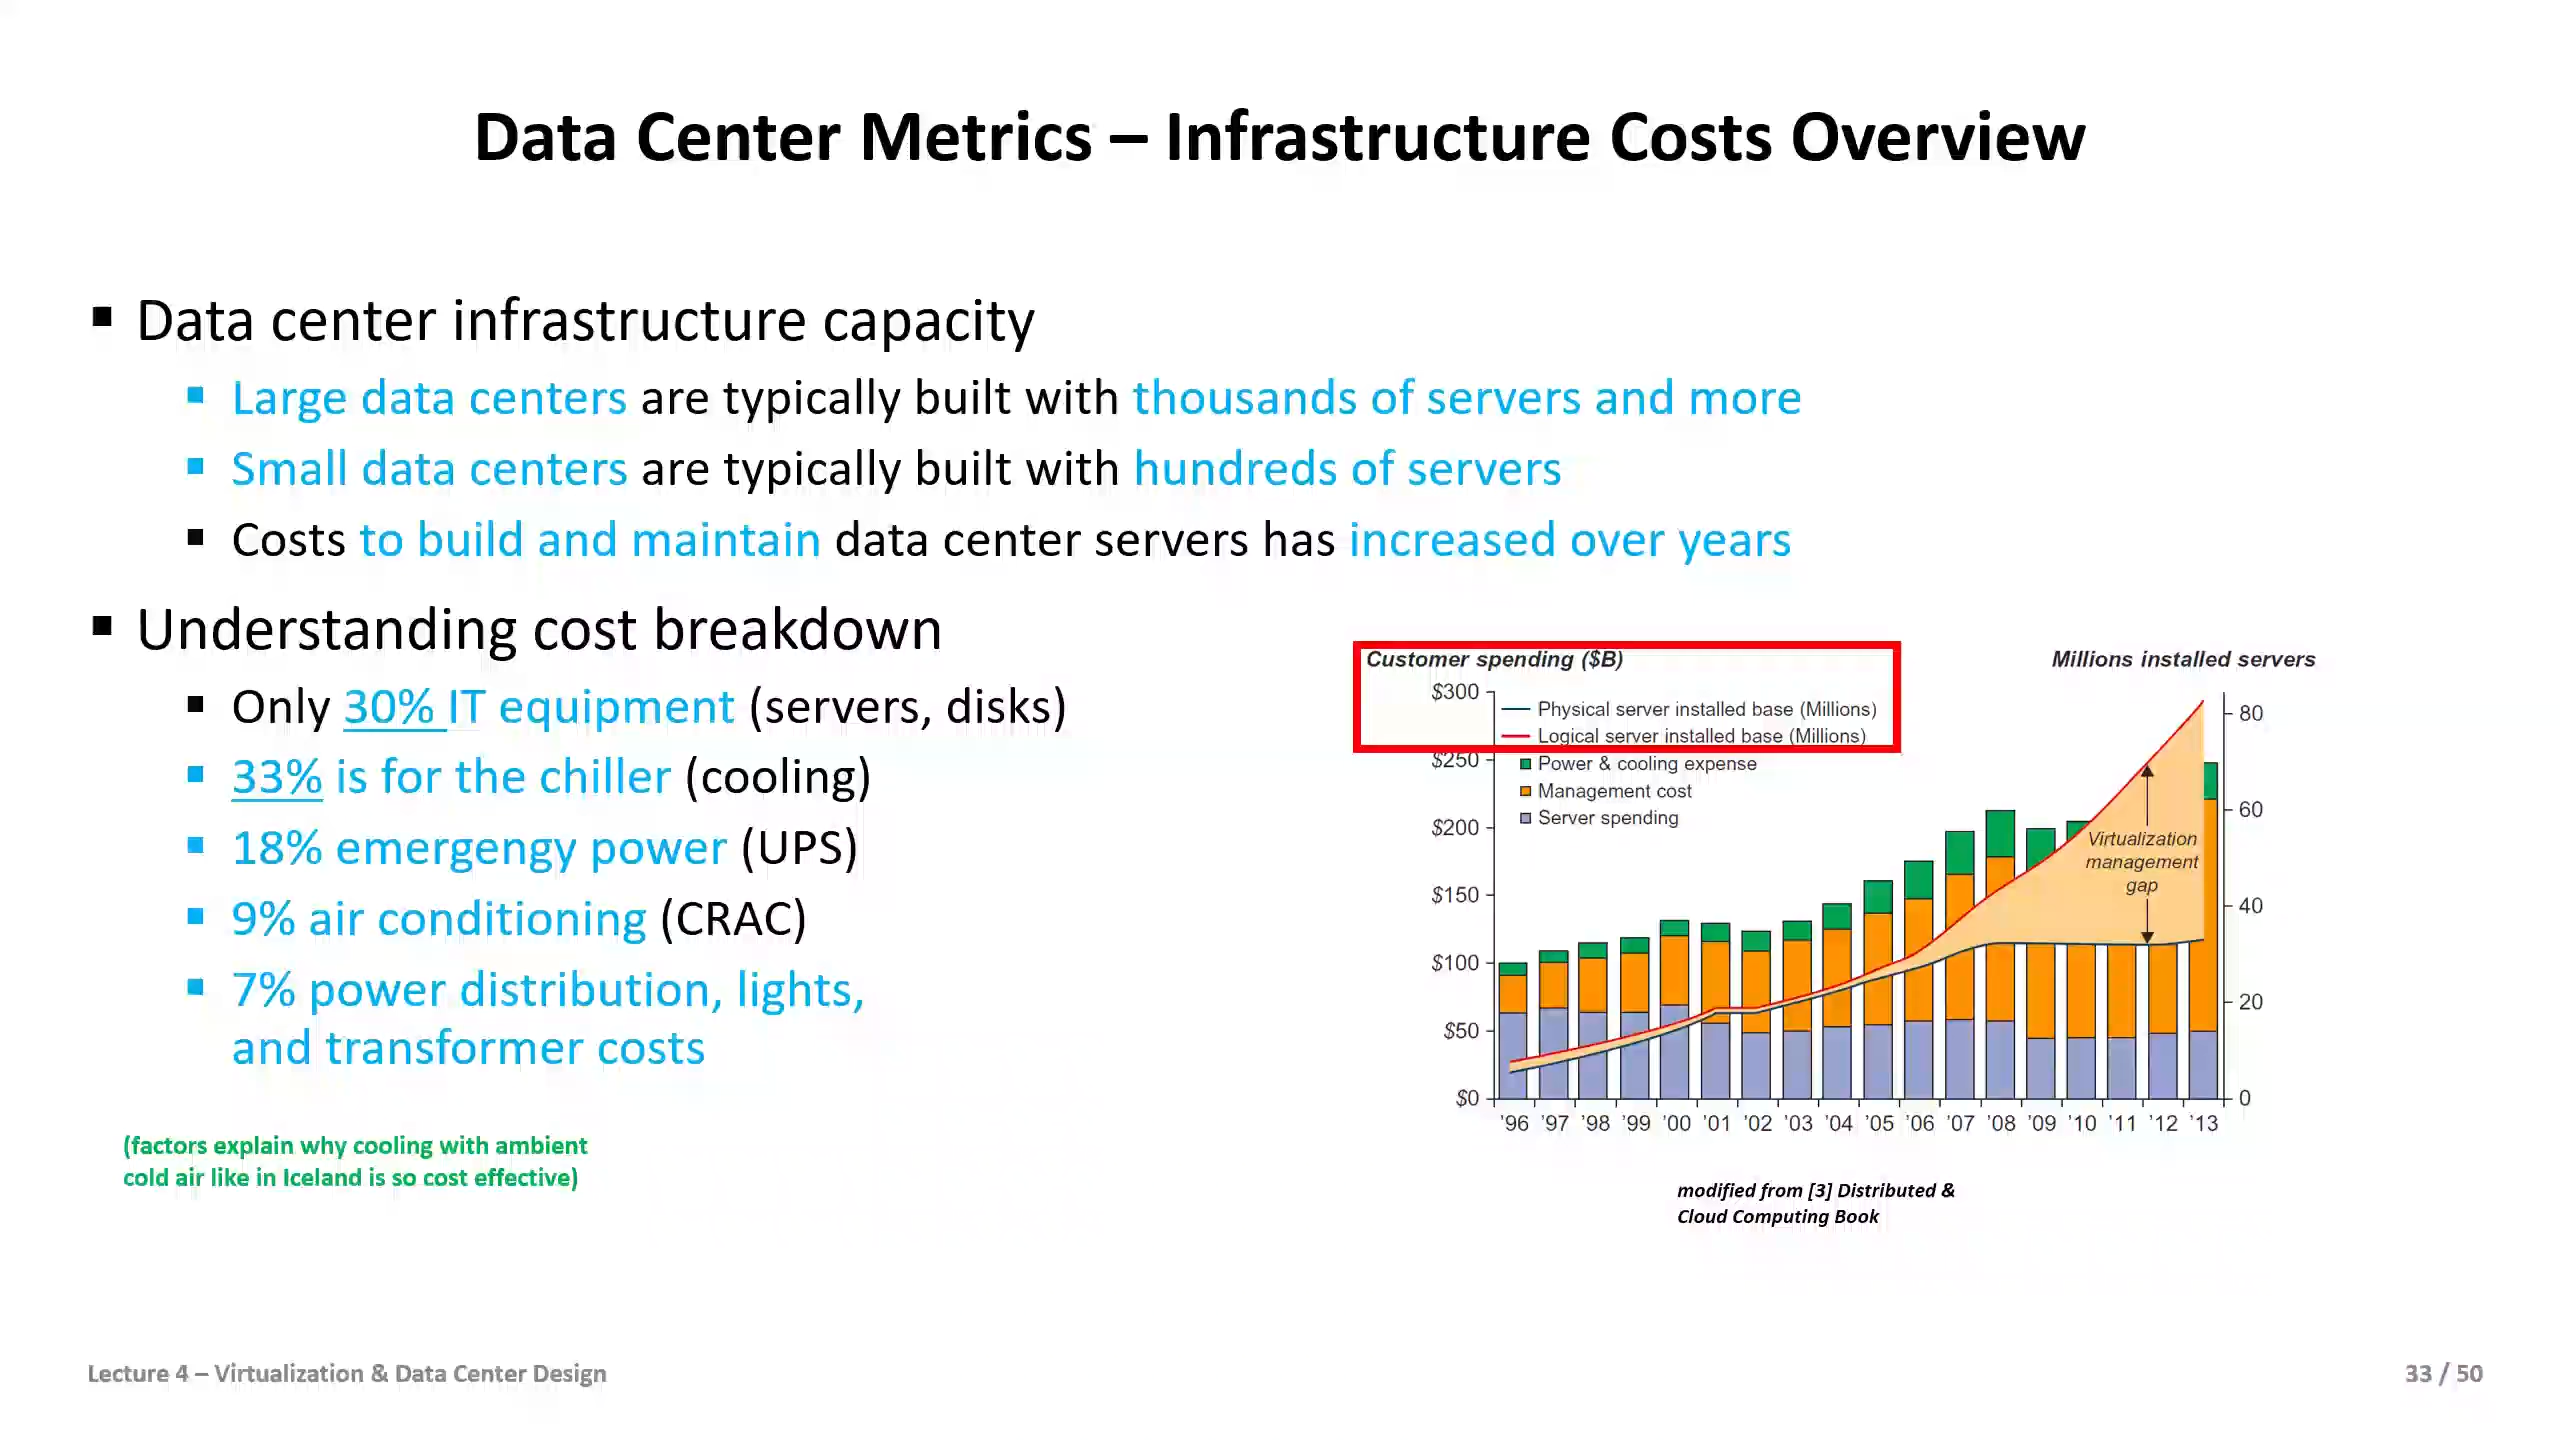 Data Center Metrics – Infrastructure Costs Overview
Data center infrastructure capacity
Large data centers are typically built with thousands of servers and more
Small data centers are typically built with hundreds of servers
Costs to build and maintain data center servers has increased over years
Understanding cost breakdown
Only 30% IT equipment (servers, disks)
33% is for the chiller (cooling)
18% emergengy power (UPS)
9% air conditioning (CRAC)
7% power distribution, lights,
and transformer costs
(factors explain why cooling with ambient
cold air like in Iceland is so cost effective)
Customer spending ($B)
Millions installed servers
$300
$250
$200
$150
$100
$50
$0
Physical server installed base (Millions)
Logical server installed base (Millions)
Power & cooling expense
Management cost
Server spending
Virtualization
management
gap
80
60
40
20
0
'96 '97 '98 '99 '00 '01 '02 '03 '04 '05 '06 '07 '08 '09 '10 '11 '12 '13
modified from [3] Distributed &
Cloud Computing Book
Lecture 4 – Virtualization & Data Center Design
33 / 50